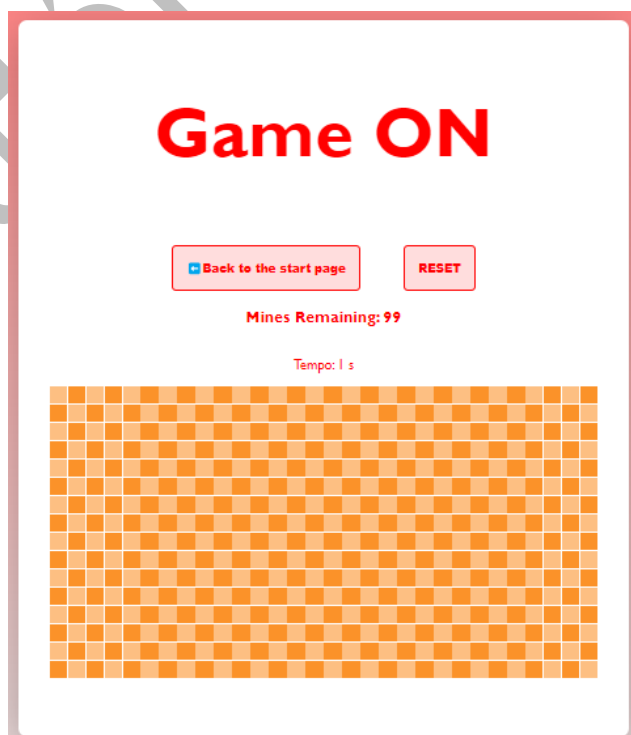 Game ON
⬅Back to the start page
RESET
Mines Remaining: 99
Tempo: 1 s